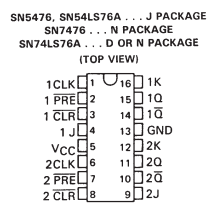 SN5476, SN54LS76A . . . J PACKAGE
SN7476 . . . N PACKAGE
SN74LS76A . . . D OR N PACKAGE
(TOP VIEW)
1CLK 1 16 1K
1 PRE 2 15 1Q
1 CLR 3 14 1Q̅
1 J 4 13 GND
VCC 5 12 2K
2CLK 6 11 2Q
2 PRE 7 10 2Q̅
2 CLR 8 9 2J